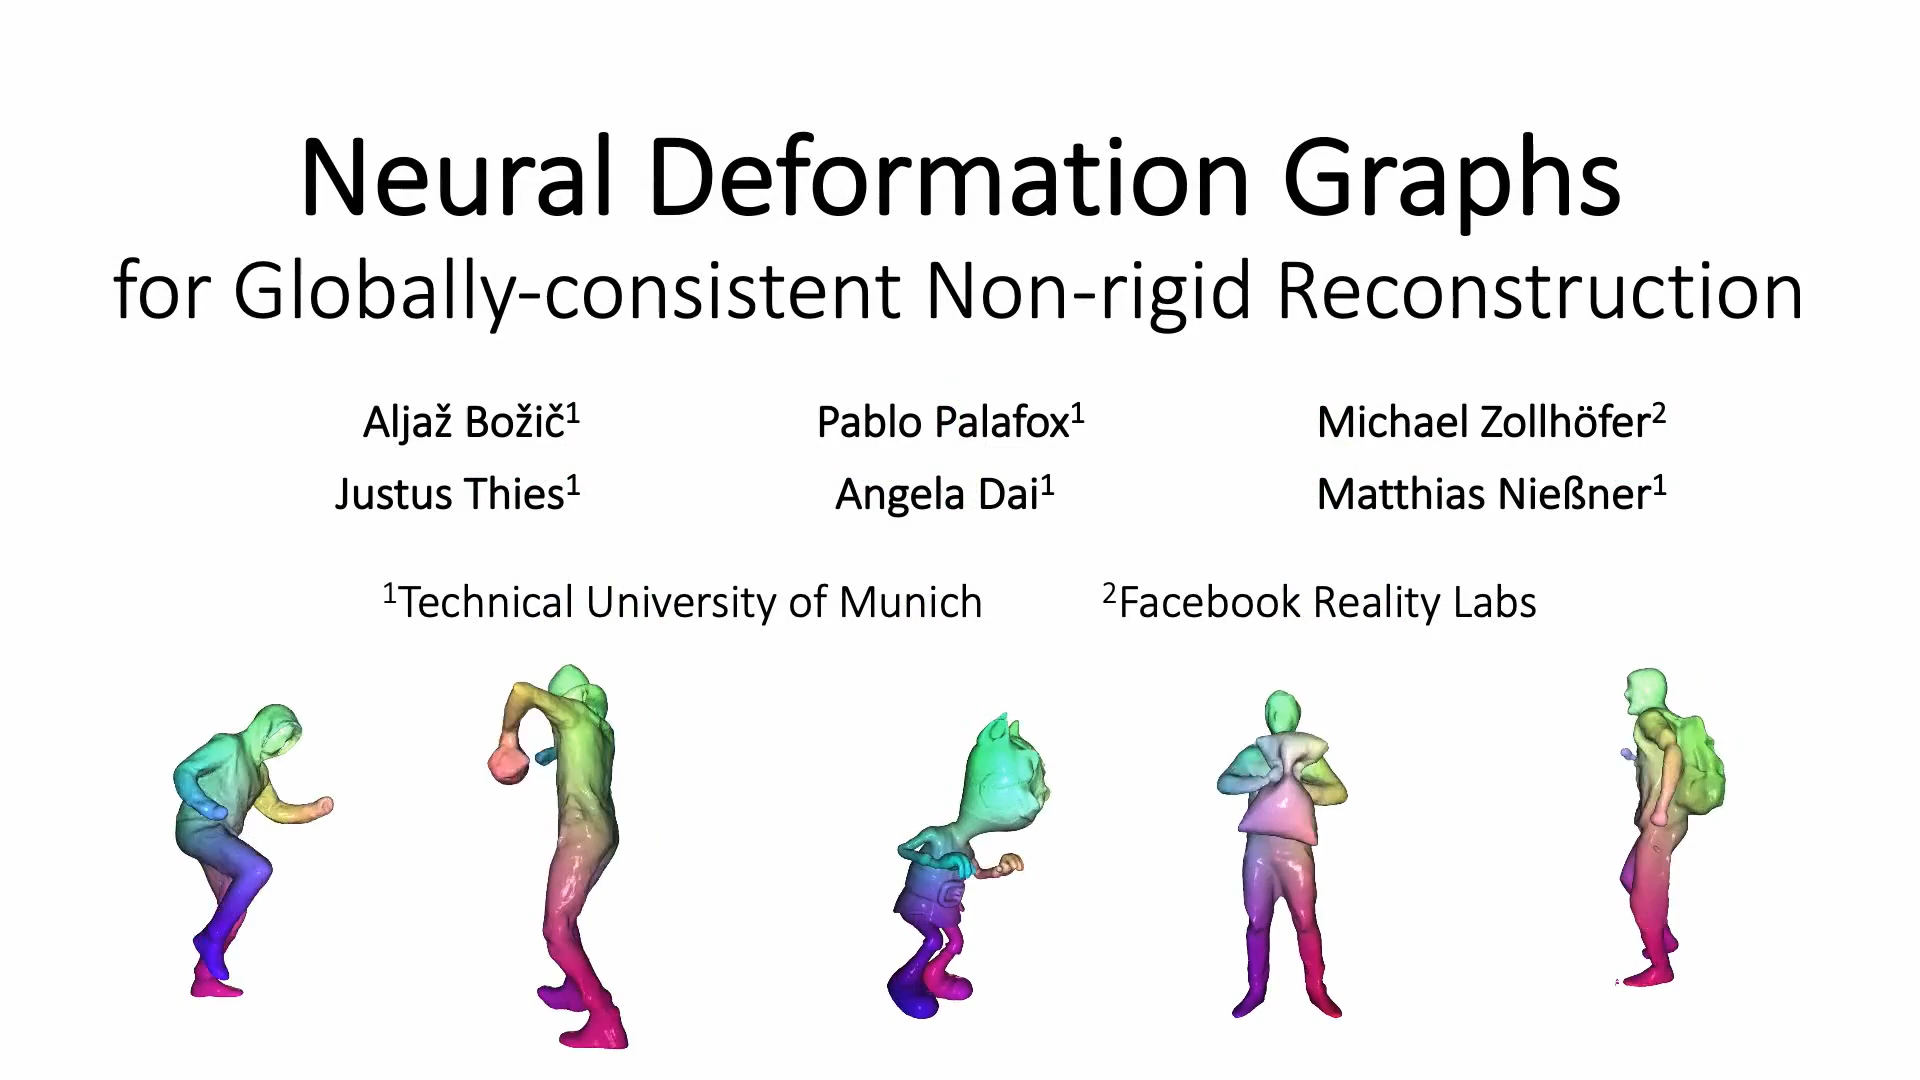 Neural Deformation Graphs
for Globally-consistent Non-rigid Reconstruction
Aljaž Božič¹ Pablo Palafox¹ Michael Zollhöfer²
Justus Thies¹ Angela Dai¹ Matthias Nießner¹
¹Technical University of Munich ²Facebook Reality Labs